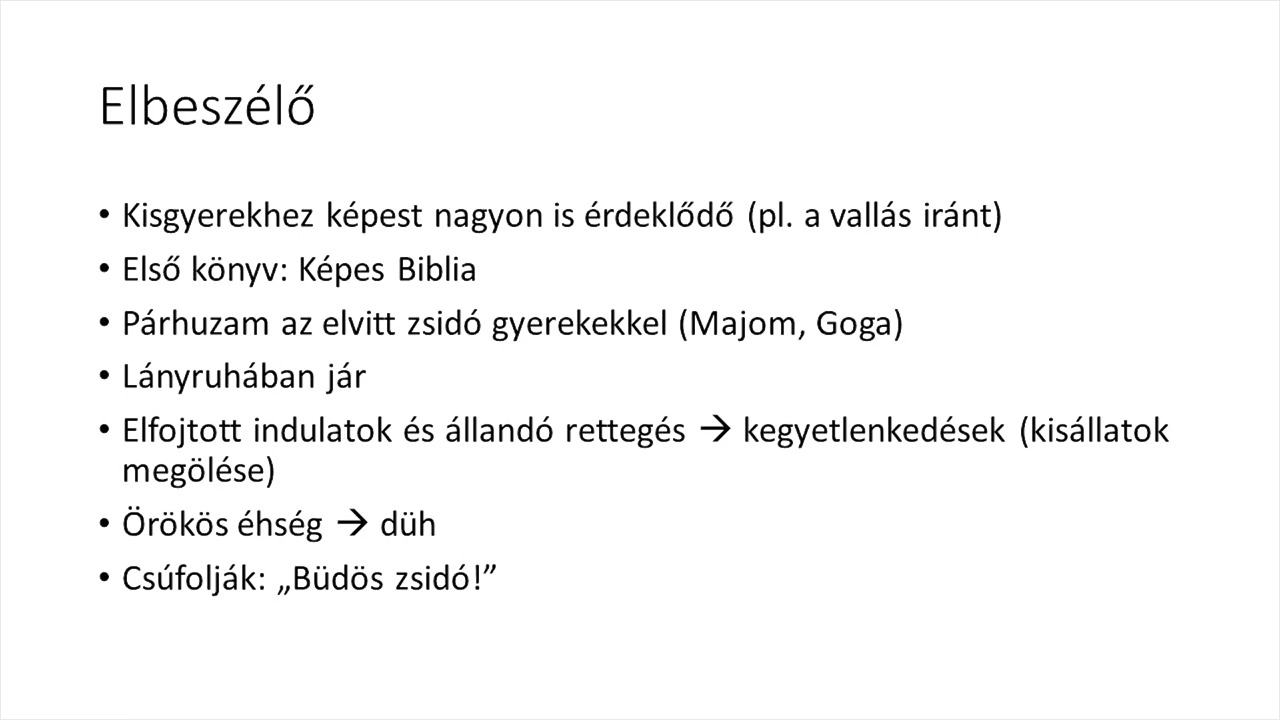 Elbeszélő
• Kisgyerekhez képest nagyon is érdeklődő (pl. a vallás iránt)
• Első könyv: Képes Biblia
• Párhuzam az elvitt zsidó gyerekekkel (Majom, Goga)
• Lányruhában jár
• Elfojtott indulatok és állandó rettegés → kegyetlenkedések (kisállatok
megölése)
• Örökös éhség → düh
• Csúfolják: „Büdös zsidó!”